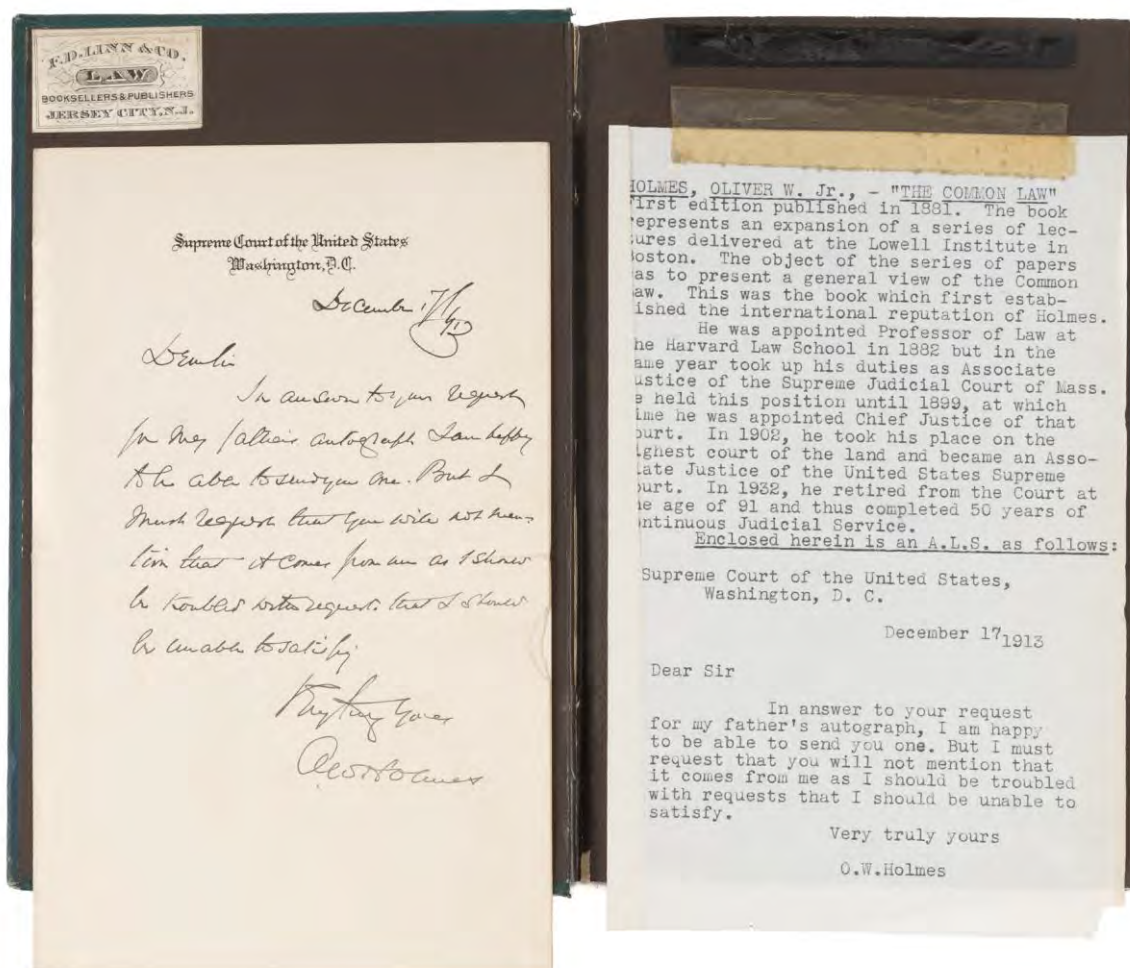 F.D. LINN & CO.
LAW
BOOKSELLERS & PUBLISHERS
JERSEY CITY, N.J.
Supreme Court of the United States
Washington, D.C.
December 17/1913
Dear Sir
In answer to your request
for my father's autograph I am happy
to be able to send you one. But I
must request that you will not men-
tion that it comes from me as I should
be troubled with requests that I should
be unable to satisfy
Very truly yours
O.W. Holmes
HOLMES, OLIVER W. Jr., - "THE COMMON LAW"
First edition published in 1881.  The book
represents an expansion of a series of lec-
tures delivered at the Lowell Institute in
Boston.  The object of the series of papers
as to present a general view of the Common
aw.  This was the book which first estab-
ished the international reputation of Holmes.
He was appointed Professor of Law at
he Harvard Law School in 1882 but in the
ame year took up his duties as Associate
ustice of the Supreme Judicial Court of Mass.
e held this position until 1899, at which
ime he was appointed Chief Justice of that
ourt.  In 1902, he took his place on the
ighest court of the land and became an Asso-
iate Justice of the United States Supreme
ourt.  In 1932, he retired from the Court at
he age of 91 and thus completed 50 years of
ontinuous Judicial Service.
Enclosed herein is an A.L.S. as follows:
Supreme Court of the United States,
Washington, D. C.
December 17 1913
Dear Sir
In answer to your request
for my father's autograph, I am happy
to be able to send you one. But I must
request that you will not mention that
it comes from me as I should be troubled
with requests that I should be unable to
satisfy.
Very truly yours
O.W.Holmes